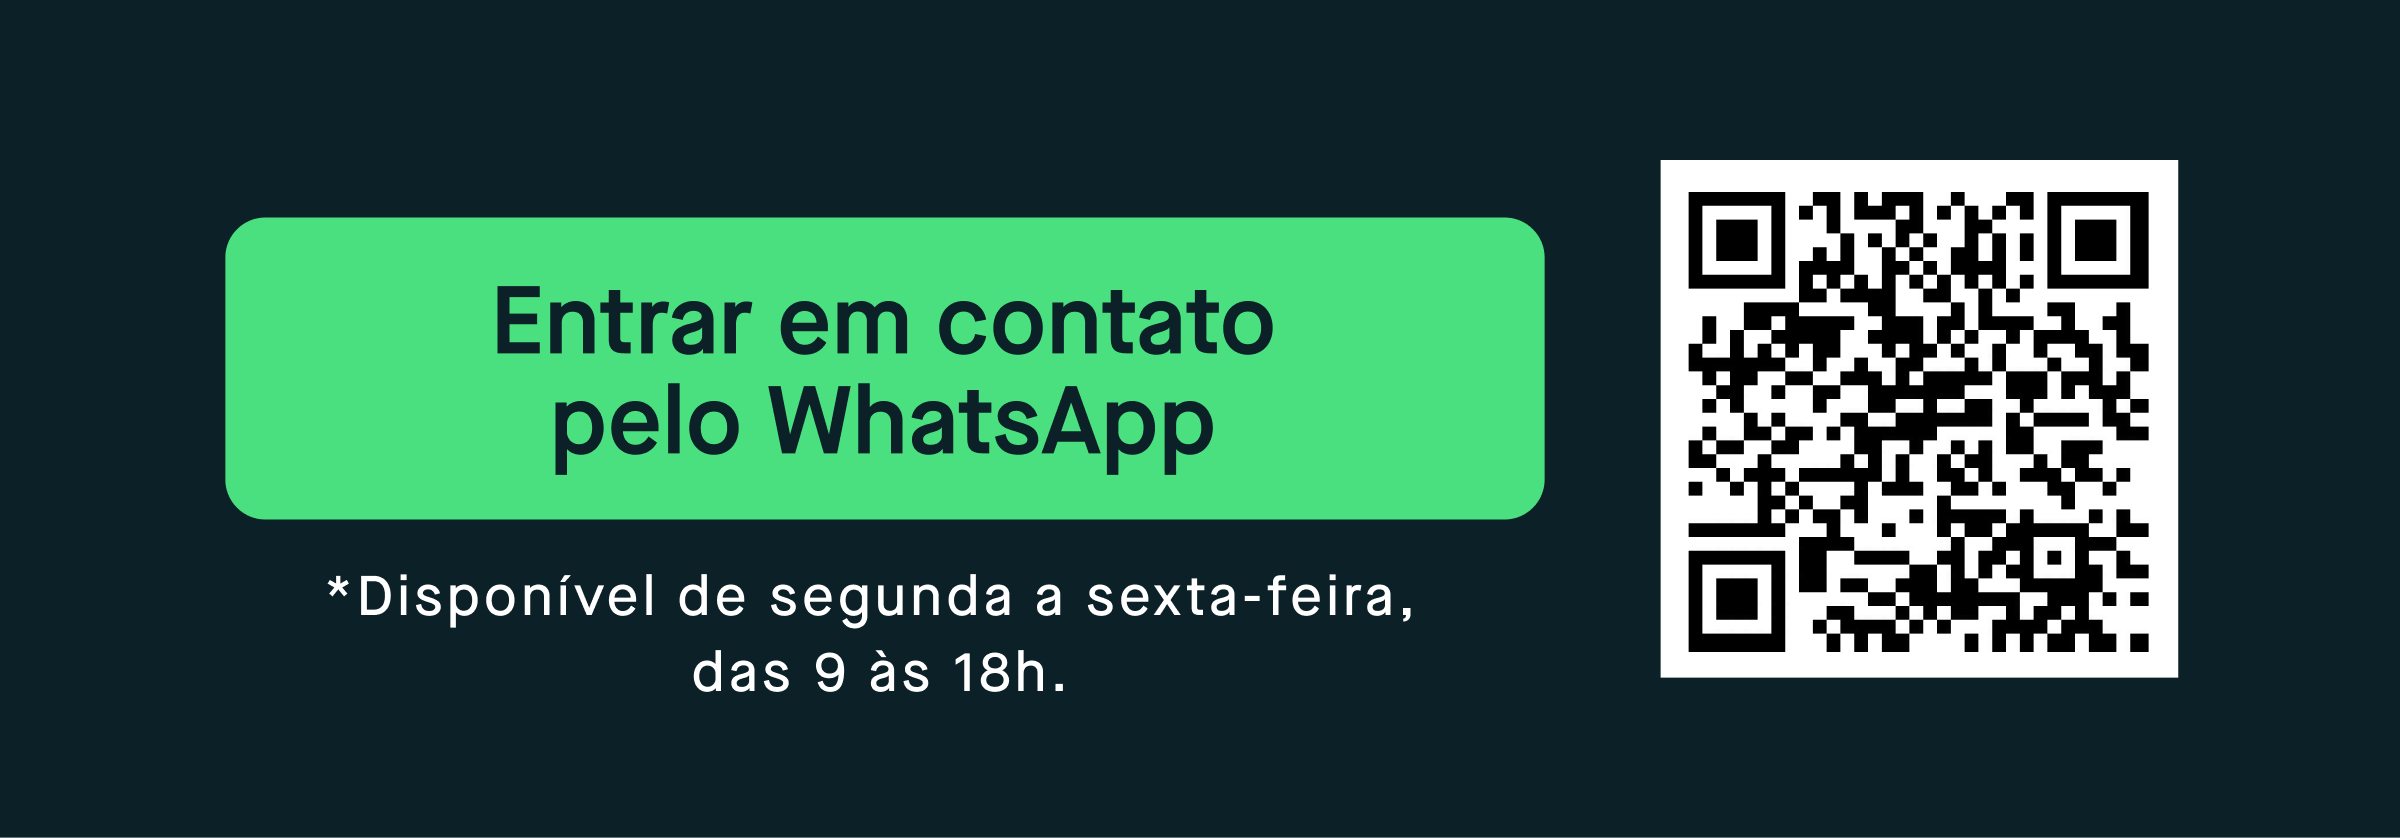 Entrar em contato
pelo WhatsApp
*Disponível de segunda a sexta-feira,
das 9 às 18h.